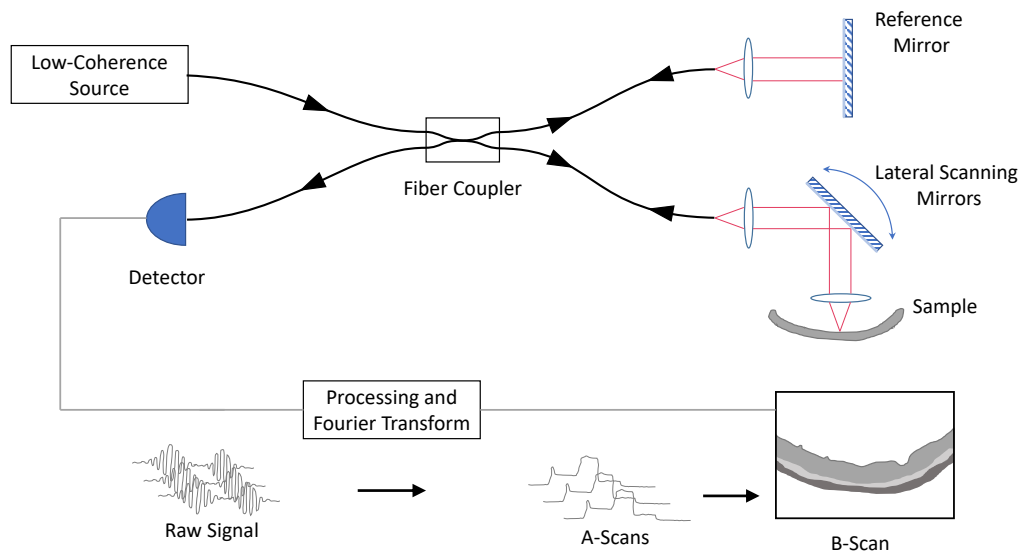 Reference
Mirror
Low-Coherence
Source
Fiber Coupler
Lateral Scanning
Mirrors
Detector
Sample
Processing and
Fourier Transform
Raw Signal
A-Scans
B-Scan